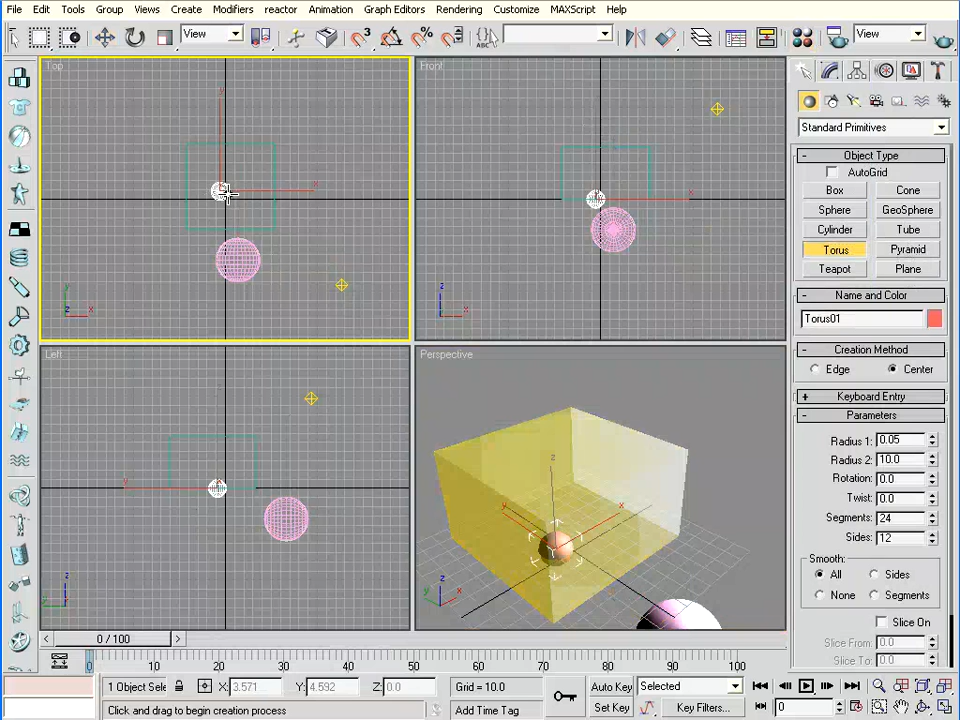 File Edit Tools Group Views Create Modifiers reactor Animation Graph Editors Rendering Customize MAXScript Help
View View
Top Front
Left Perspective
y x
z x
y x
z x
z
y x
z x
Standard Primitives
- Object Type
AutoGrid
Box Cone
Sphere GeoSphere
Cylinder Tube
Torus Pyramid
Teapot Plane
- Name and Color
Torus01
- Creation Method
Edge Center
+ Keyboard Entry
- Parameters
Radius 1: 0.05
Radius 2: 10.0
Rotation: 0.0
Twist: 0.0
Segments: 24
Sides: 12
Smooth:
All Sides
None Segments
Slice On
Slice From: 0.0
Slice To: 0.0
< 0 / 100 >
0 10 20 30 40 50 60 70 80 90 100
1 Object Sele X: 3.571 Y: 4.592 Z: 0.0 Grid = 10.0 Auto Key Selected
Click and drag to begin creation process Add Time Tag Set Key Key Filters... 0